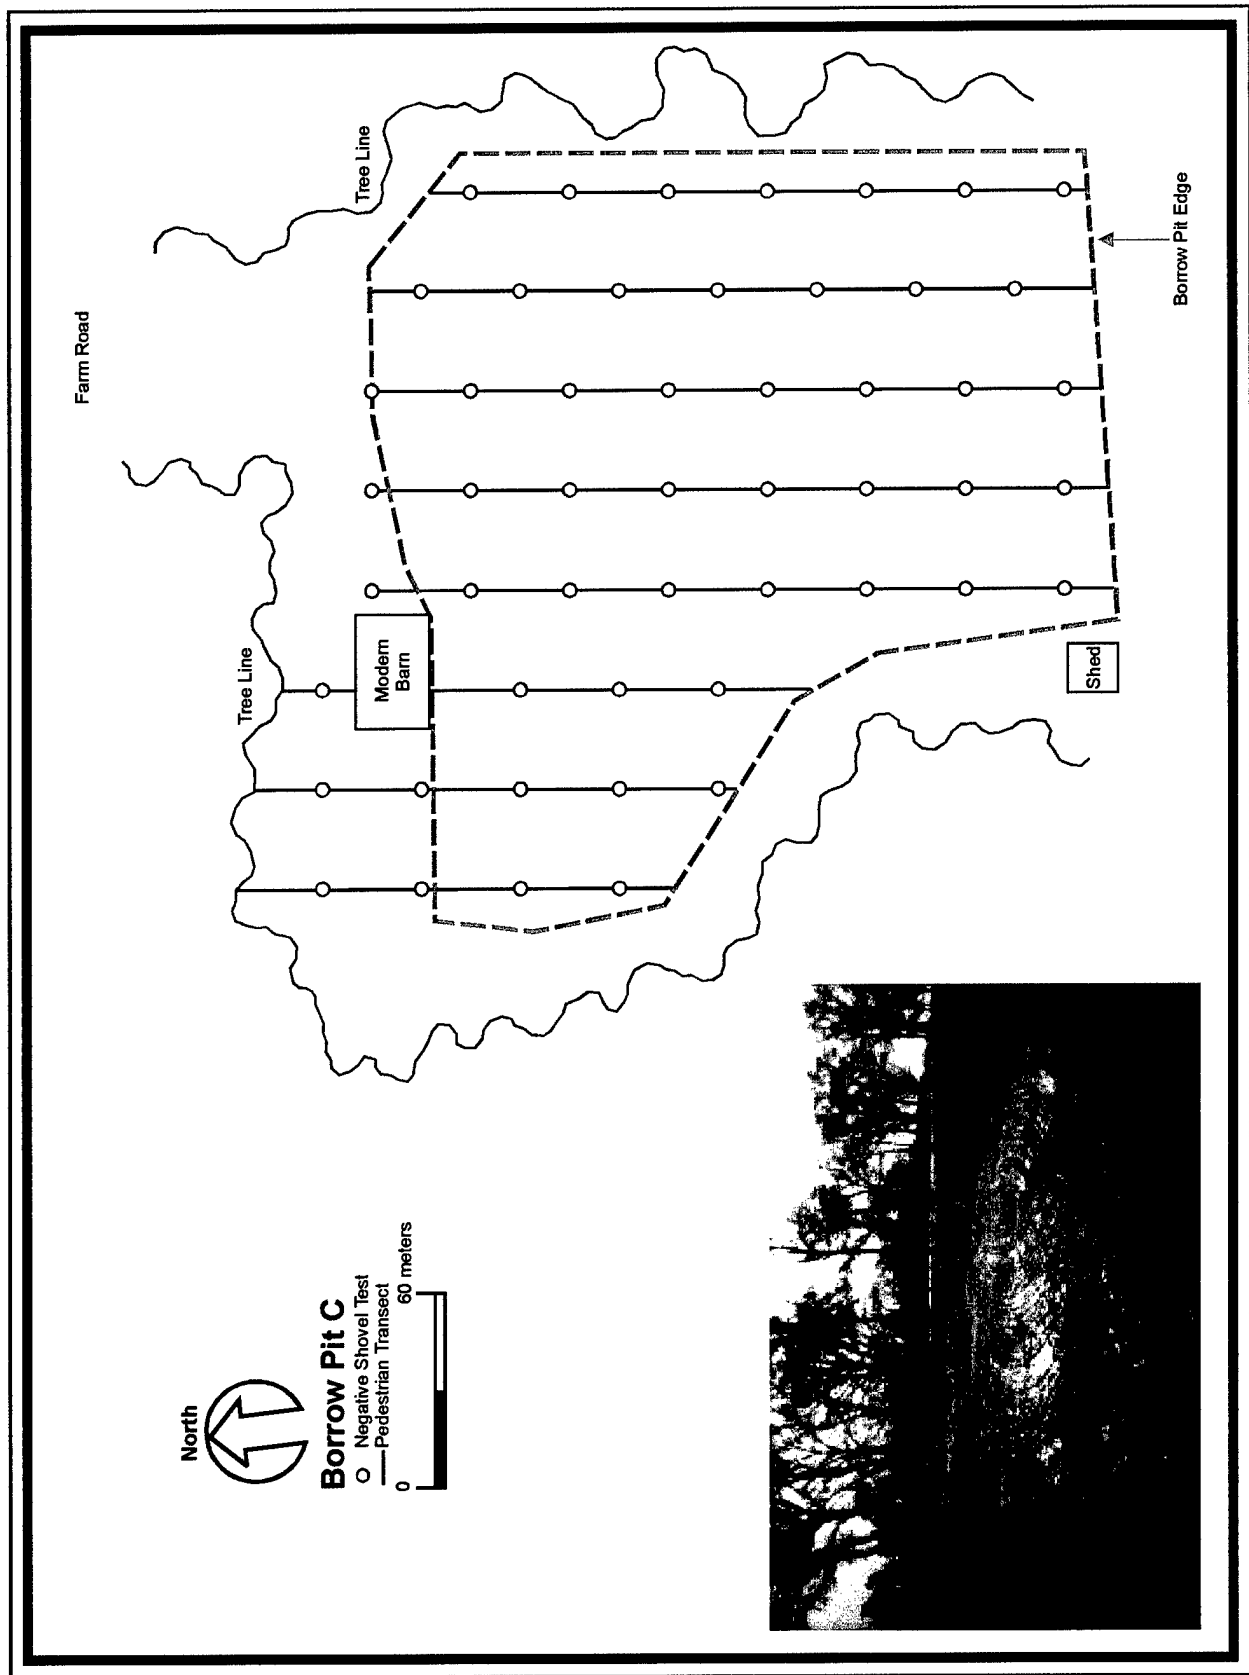 North
Borrow Pit C
Negative Shovel Test
Pedestrian Transect
0
60 meters
Tree Line
Modern
Barn
Shed
Farm Road
Tree Line
Borrow Pit Edge